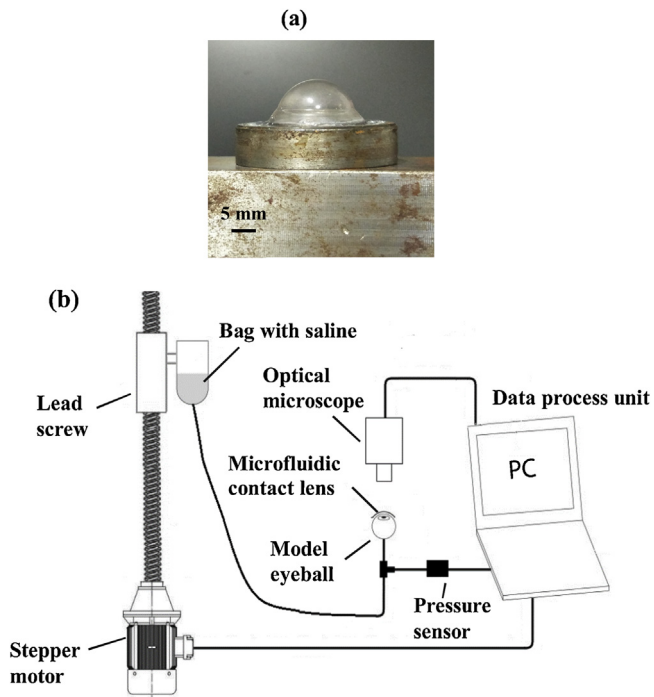 (a)
5 mm
(b)
Bag with saline
Optical
microscope
Data process unit
Lead
screw
PC
Microfluidic
contact lens
Model
eyeball
Pressure
sensor
Stepper
motor